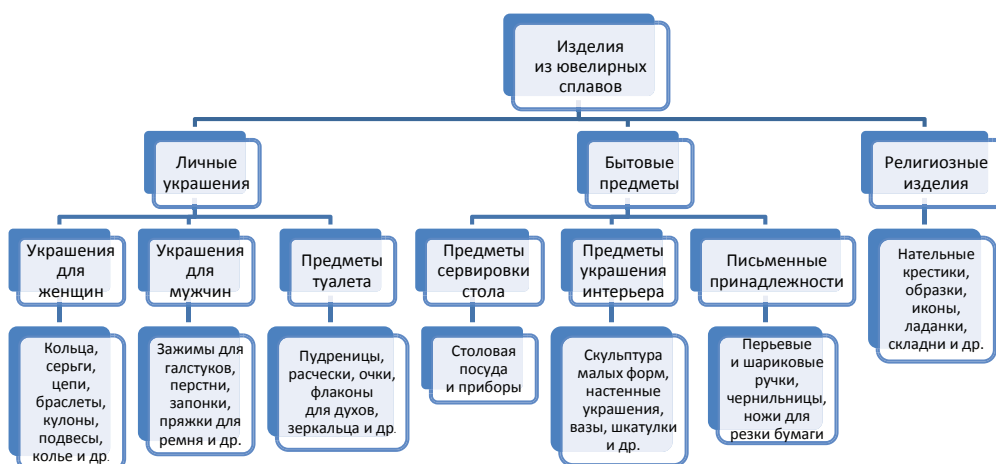 Изделия
из ювелирных
сплавов
Личные
украшения
Бытовые
предметы
Религиозные
изделия
Украшения
для
женщин
Украшения
для
мужчин
Предметы
туалета
Предметы
сервировки
стола
Предметы
украшения
интерьера
Письменные
принадлежности
Нательные
крестики,
образки,
иконы,
ладанки,
складни и др.
Кольца,
серьги,
цепи,
браслеты,
кулоны,
подвесы,
колье и др.
Зажимы для
галстуков,
перстни,
запонки,
пряжки для
ремня и др.
Пудреницы,
расчески, очки,
флаконы
для духов,
зеркальца и др.
Столовая
посуда
и приборы
Скульптура
малых форм,
настенные
украшения,
вазы, шкатулки
и др.
Перьевые
и шариковые
ручки,
чернильницы,
ножи для
резки бумаги